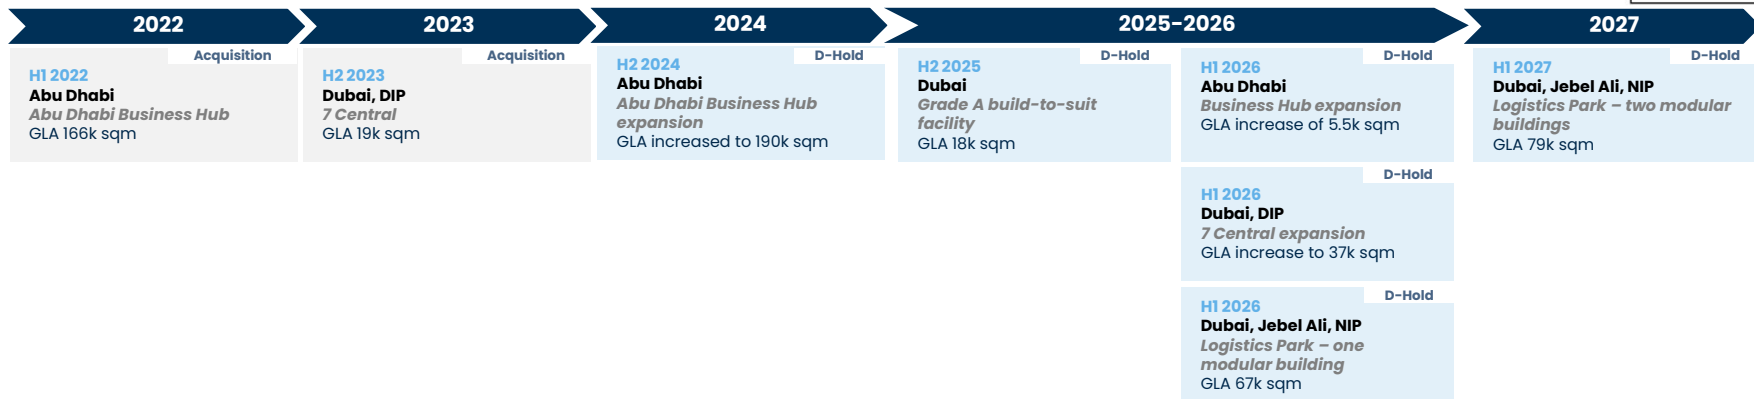 2022
2023
2024
2025-2026
2027
Acquisition
H1 2022
Abu Dhabi
Abu Dhabi Business Hub
GLA 166k sqm
Acquisition
H2 2023
Dubai, DIP
7 Central
GLA 19k sqm
D-Hold
H2 2024
Abu Dhabi
Abu Dhabi Business Hub
expansion
GLA increased to 190k sqm
D-Hold
H2 2025
Dubai
Grade A build-to-suit
facility
GLA 18k sqm
D-Hold
H1 2026
Abu Dhabi
Business Hub expansion
GLA increase of 5.5k sqm
D-Hold
H1 2026
Dubai, DIP
7 Central expansion
GLA increase to 37k sqm
D-Hold
H1 2026
Dubai, Jebel Ali, NIP
Logistics Park – one
modular building
GLA 67k sqm
D-Hold
H1 2027
Dubai, Jebel Ali, NIP
Logistics Park – two modular
buildings
GLA 79k sqm